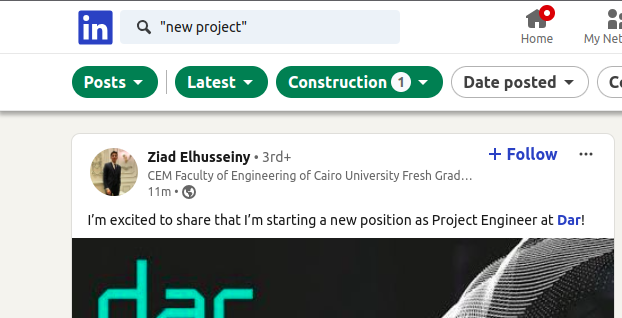 in
"new project"
Home
My Net
Posts
Latest
Construction 1
Date posted
Ziad Elhusseiny • 3rd+
CEM Faculty of Engineering of Cairo University Fresh Grad…
11m •
+ Follow
I'm excited to share that I'm starting a new position as Project Engineer at Dar!
dar